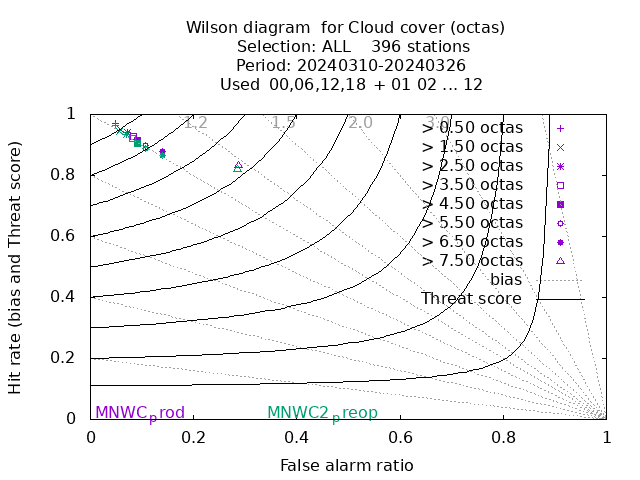 Wilson diagram  for Cloud cover (octas)
Selection: ALL    396 stations
Period: 20240310-20240326
Used  00,06,12,18  + 01 02 ... 12
Hit rate (bias and Threat score)
1
0.8
0.6
0.4
0.2
0
1.2
1.5
2.0
3.0
> 0.50 octas
> 1.50 octas
> 2.50 octas
> 3.50 octas
> 4.50 octas
> 5.50 octas
> 6.50 octas
> 7.50 octas
bias
Threat score
MNWCprod
MNWC2preop
0 0.2 0.4 0.6 0.8 1
False alarm ratio